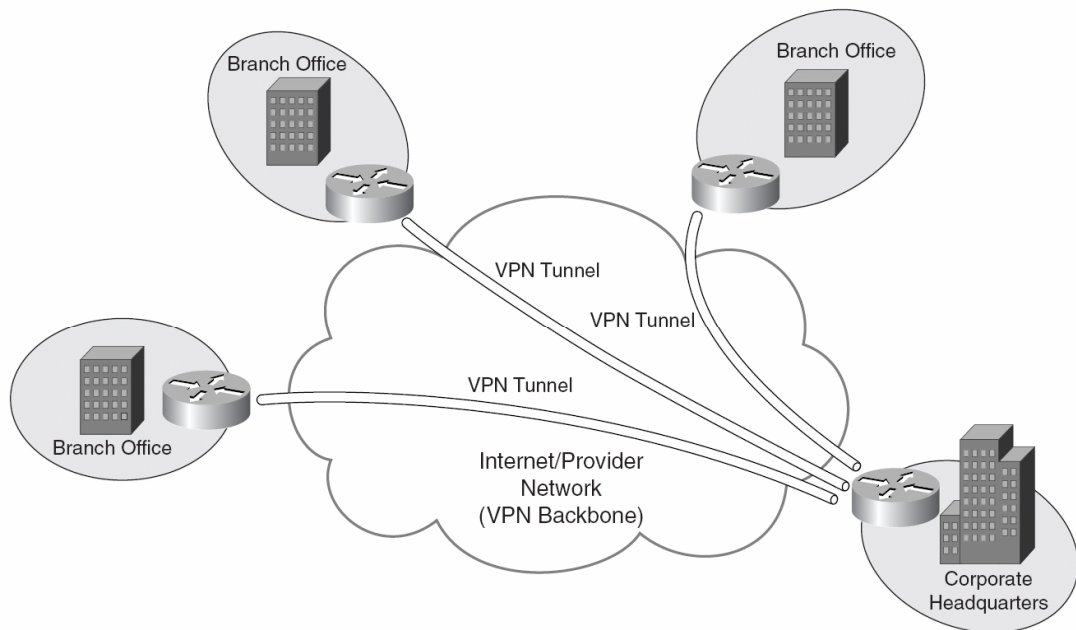 Branch Office
Branch Office
VPN Tunnel
VPN Tunnel
VPN Tunnel
Branch Office
Internet/Provider
Network
(VPN Backbone)
Corporate
Headquarters